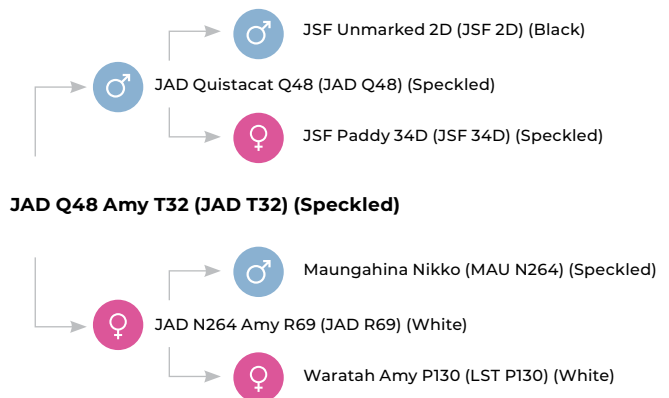 JSF Unmarked 2D (JSF 2D) (Black)
JAD Quistacat Q48 (JAD Q48) (Speckled)
JSF Paddy 34D (JSF 34D) (Speckled)
JAD Q48 Amy T32 (JAD T32) (Speckled)
Maungahina Nikko (MAU N264) (Speckled)
JAD N264 Amy R69 (JAD R69) (White)
Waratah Amy P130 (LST P130) (White)